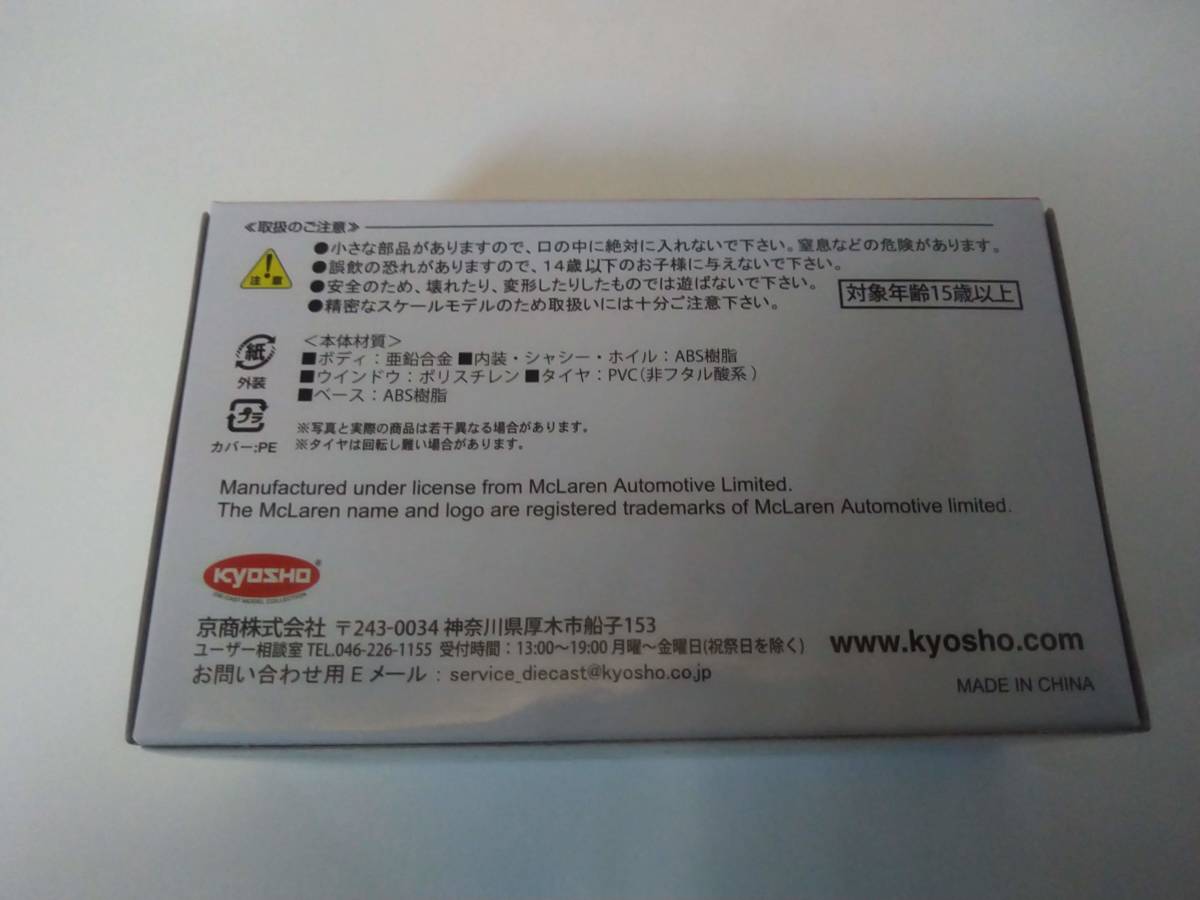 ≪取扱のご注意≫
●小さな部品がありますので、口の中に絶対に入れないで下さい。窒息などの危険があります。
●誤飲の恐れがありますので、14歳以下のお子様に与えないで下さい。
●安全のため、壊れたり、変形したりしたものでは遊ばないで下さい。
●精密なスケールモデルのため取扱いには十分ご注意下さい。
注意
対象年齢15歳以上
紙
外装
プラ
カバー:PE
＜本体材質＞
■ボディ：亜鉛合金 ■内装・シャシー・ホイル：ABS樹脂
■ウインドウ：ポリスチレン ■タイヤ：PVC(非フタル酸系)
■ベース：ABS樹脂
※写真と実際の商品は若干異なる場合があります。
※タイヤは回転し難い場合があります。
Manufactured under license from McLaren Automotive Limited.
The McLaren name and logo are registered trademarks of McLaren Automotive limited.
KYOSHO®
DIE-CAST MODEL COLLECTION
京商株式会社 〒243-0034 神奈川県厚木市船子153
ユーザー相談室 TEL.046-226-1155 受付時間：13:00〜19:00 月曜〜金曜日(祝祭日を除く)
お問い合わせ用Eメール：service_diecast@kyosho.co.jp
www.kyosho.com
MADE IN CHINA